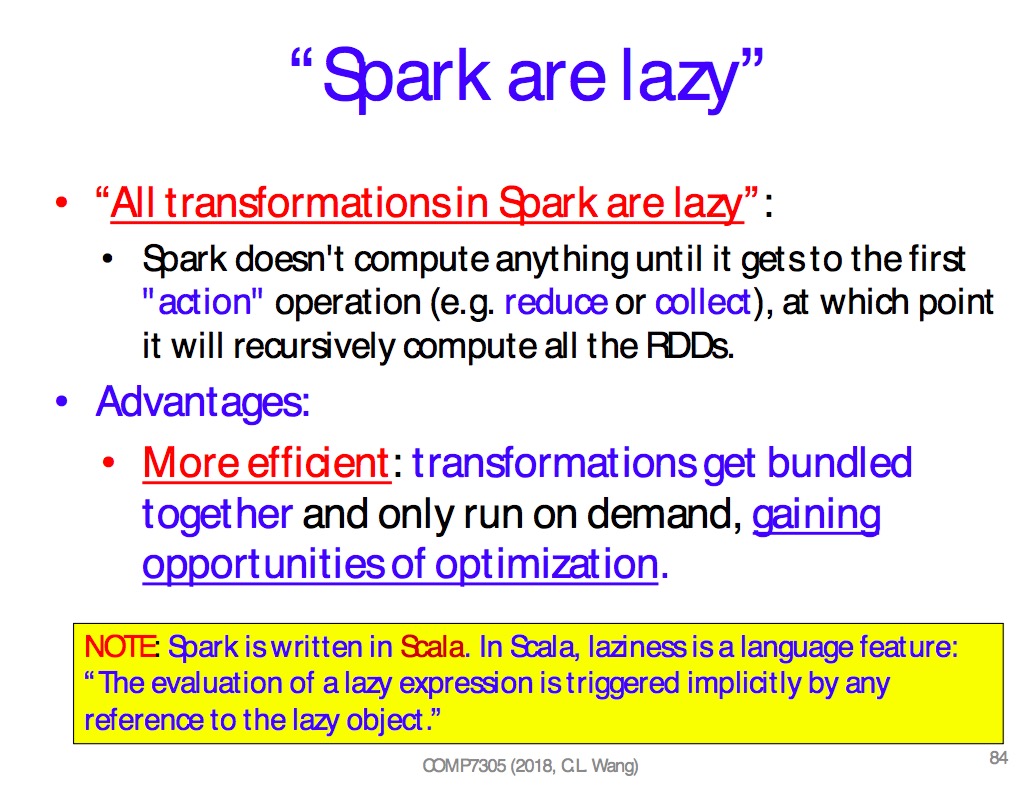 “Spark are lazy”
• “All transformations in Spark are lazy”:
• Spark doesn't compute anything until it gets to the first
"action" operation (e.g. reduce or collect), at which point
it will recursively compute all the RDDs.
• Advantages:
• More efficient: transformations get bundled
together and only run on demand, gaining
opportunities of optimization.
NOTE: Spark is written in Scala. In Scala, laziness is a language feature:
“The evaluation of a lazy expression is triggered implicitly by any
reference to the lazy object.”
COMP7305 (2018, C.L. Wang)
84